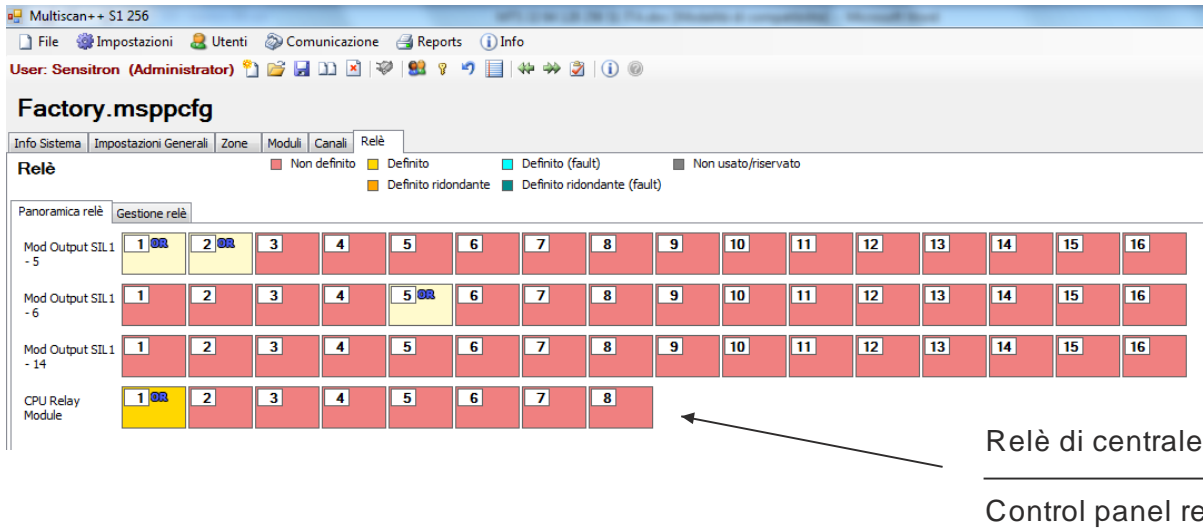 Multiscan++ S1 256
File Impostazioni Utenti Comunicazione Reports Info
User: Sensitron (Administrator)
Factory.msppcfg
Info Sistema Impostazioni Generali Zone Moduli Canali Relè
Relè
Non definito Definito Definito (fault) Non usato/riservato
Definito ridondante Definito ridondante (fault)
Panoramica relè Gestione relè
Mod Output SIL1 - 5 1 OR 2 OR 3 4 5 6 7 8 9 10 11 12 13 14 15 16
Mod Output SIL1 - 6 1 2 3 4 5 OR 6 7 8 9 10 11 12 13 14 15 16
Mod Output SIL1 - 14 1 2 3 4 5 6 7 8 9 10 11 12 13 14 15 16
CPU Relay Module 1 OR 2 3 4 5 6 7 8
Relè di centrale
Control panel re